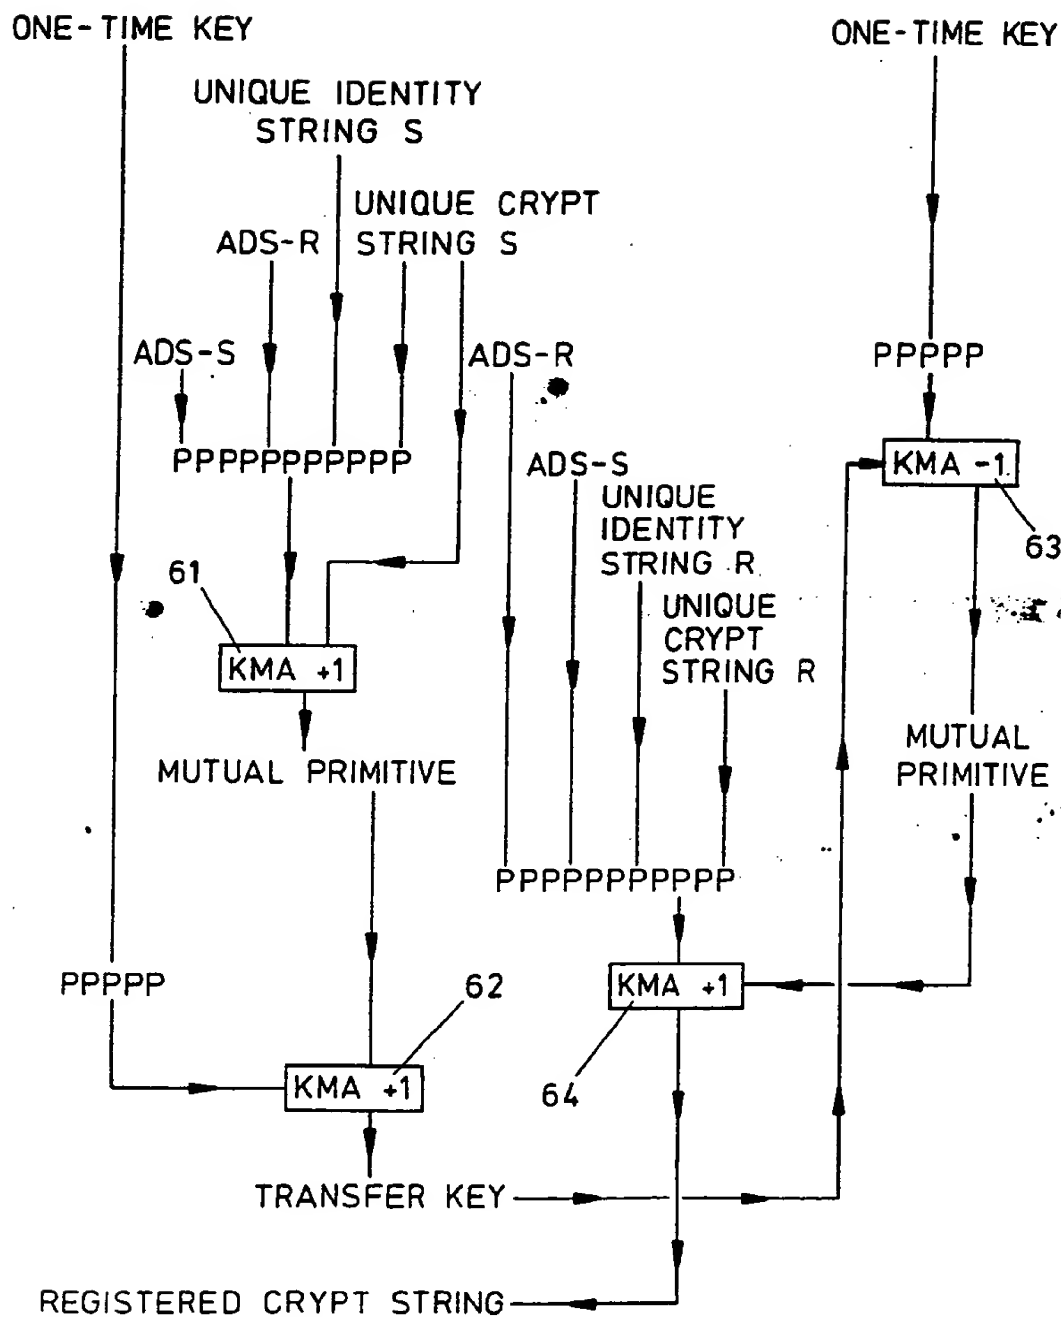 ONE-TIME KEY
ONE-TIME KEY
UNIQUE IDENTITY
STRING S
UNIQUE CRYPT
STRING S
ADS-R
ADS-S
ADS-R
PPPPP
PPPPPPPPPPP
KMA -1
ADS-S
UNIQUE
IDENTITY
STRING R
63
61
UNIQUE
CRYPT
STRING R
KMA +1
MUTUAL PRIMITIVE
MUTUAL
PRIMITIVE
PPPPPPPPPPP
PPPPP
62
KMA +1
64
KMA +1
TRANSFER KEY
REGISTERED CRYPT STRING